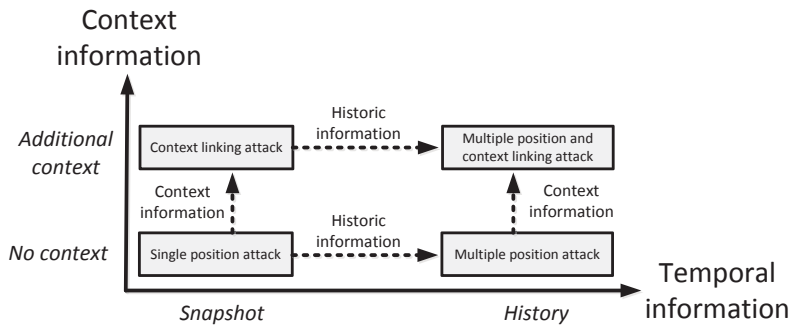 Context
information
Additional
context
Context linking attack
Historic
information
Multiple position and
context linking attack
Context
information
Context
information
No context
Single position attack
Historic
information
Multiple position attack
Snapshot
History
Temporal
information